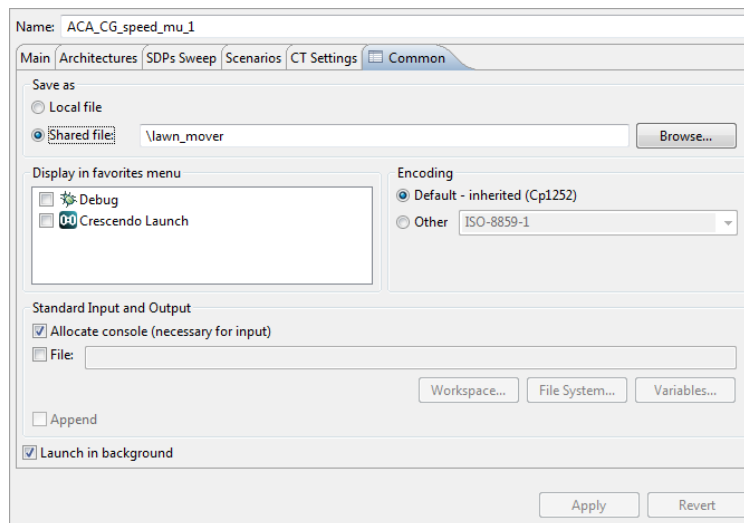 Name: ACA_CG_speed_mu_1
Main Architectures SDPs Sweep Scenarios CT Settings Common
Save as
Local file
Shared file: \lawn_mover Browse...
Display in favorites menu
Debug
Crescendo Launch
Encoding
Default - inherited (Cp1252)
Other ISO-8859-1
Standard Input and Output
Allocate console (necessary for input)
File:
Workspace... File System... Variables...
Append
Launch in background
Apply Revert